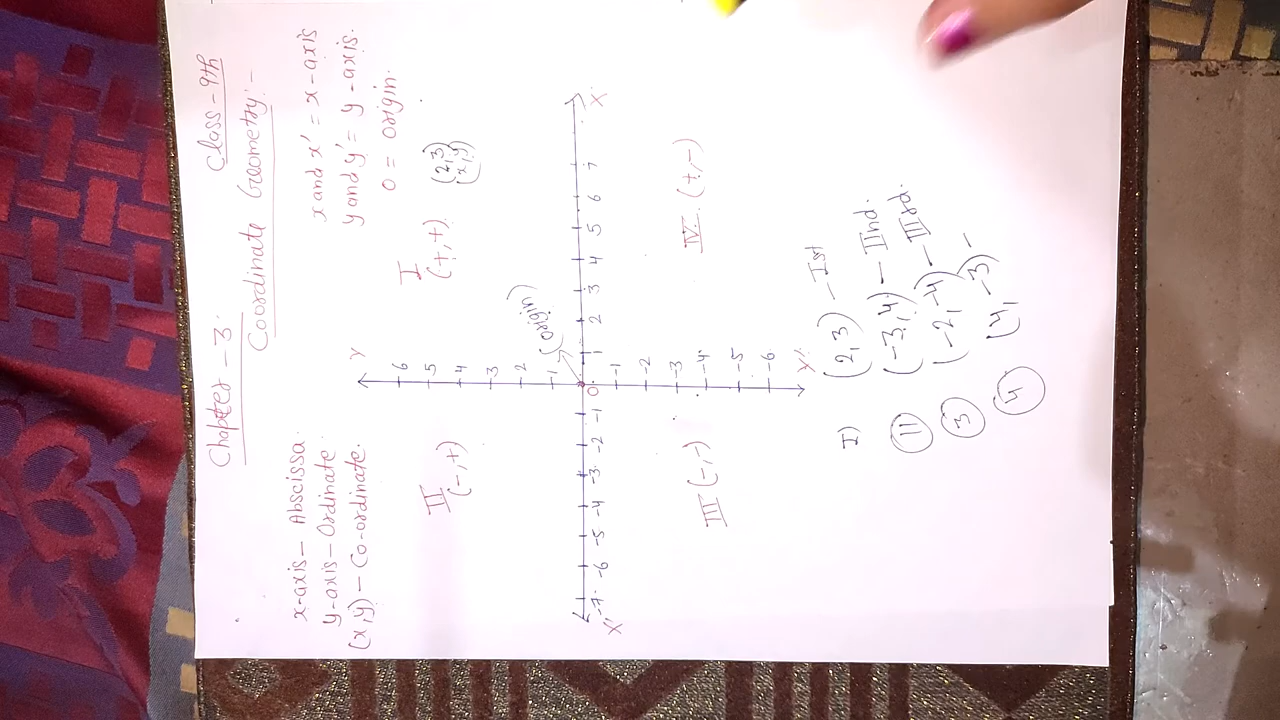 Chapter - 3 Class - 9th
Coordinate Geometry:-
x-axis - Abscissa.
y-axis - Ordinate.
(x,y) - Co-ordinate.
x and x' = x-axis
y and y' = y-axis.
O = origin.
Y
II
(-,+)
I
(+,+)
(2,3)
(x,y)
6
5
4
3
2
1
(origin)
X' -7 -6 -5 -4 -3 -2 -1 0 1 2 3 4 5 6 7 X
-1
-2
-3
-4
-5
-6
Y'
III (-,-)
IV. (+,-)
I) (2,3) - Ist
(11) (-3,4) - IInd.
(3) (-2,-4) - IIIrd.
(4) (4,-3) -